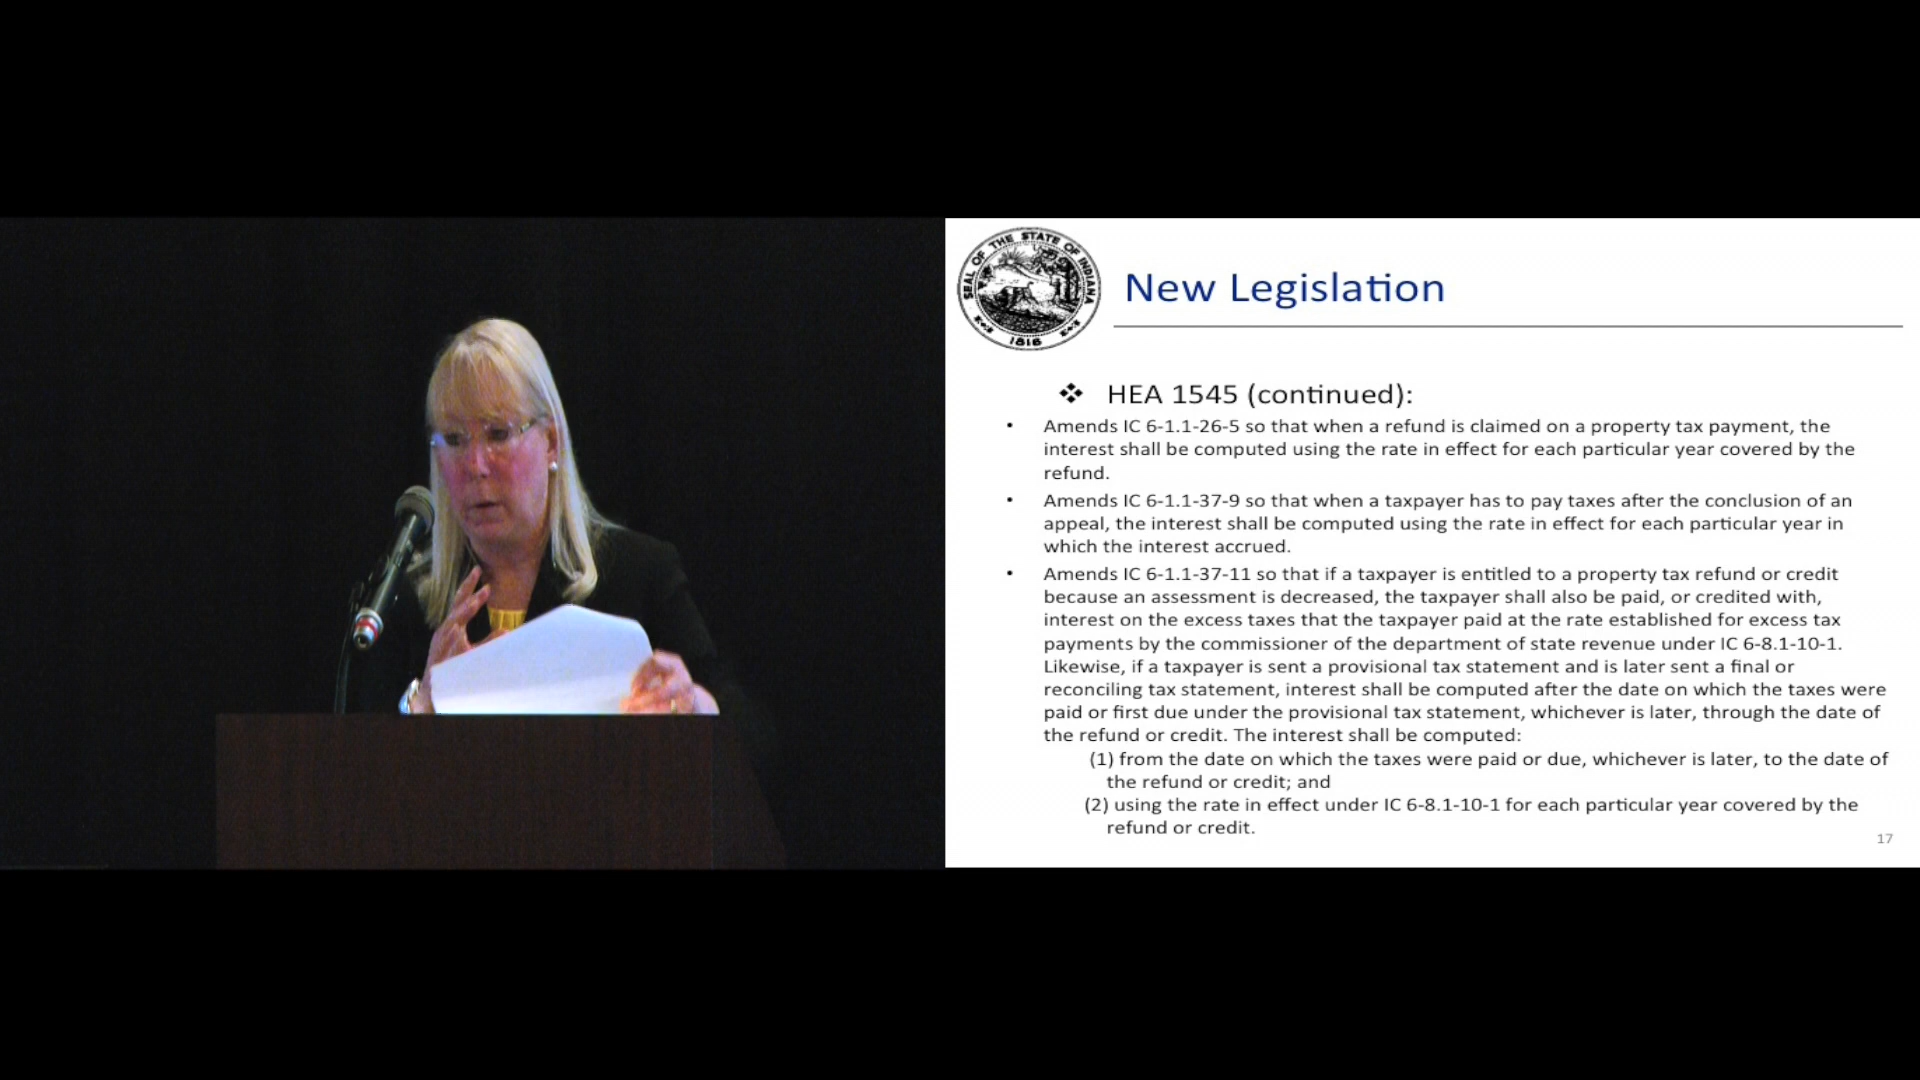 SEAL OF THE STATE OF INDIANA
1816
New Legislation
❖ HEA 1545 (continued):
• Amends IC 6-1.1-26-5 so that when a refund is claimed on a property tax payment, the
interest shall be computed using the rate in effect for each particular year covered by the
refund.
• Amends IC 6-1.1-37-9 so that when a taxpayer has to pay taxes after the conclusion of an
appeal, the interest shall be computed using the rate in effect for each particular year in
which the interest accrued.
• Amends IC 6-1.1-37-11 so that if a taxpayer is entitled to a property tax refund or credit
because an assessment is decreased, the taxpayer shall also be paid, or credited with,
interest on the excess taxes that the taxpayer paid at the rate established for excess tax
payments by the commissioner of the department of state revenue under IC 6-8.1-10-1.
Likewise, if a taxpayer is sent a provisional tax statement and is later sent a final or
reconciling tax statement, interest shall be computed after the date on which the taxes were
paid or first due under the provisional tax statement, whichever is later, through the date of
the refund or credit. The interest shall be computed:
(1) from the date on which the taxes were paid or due, whichever is later, to the date of
the refund or credit; and
(2) using the rate in effect under IC 6-8.1-10-1 for each particular year covered by the
refund or credit.
17